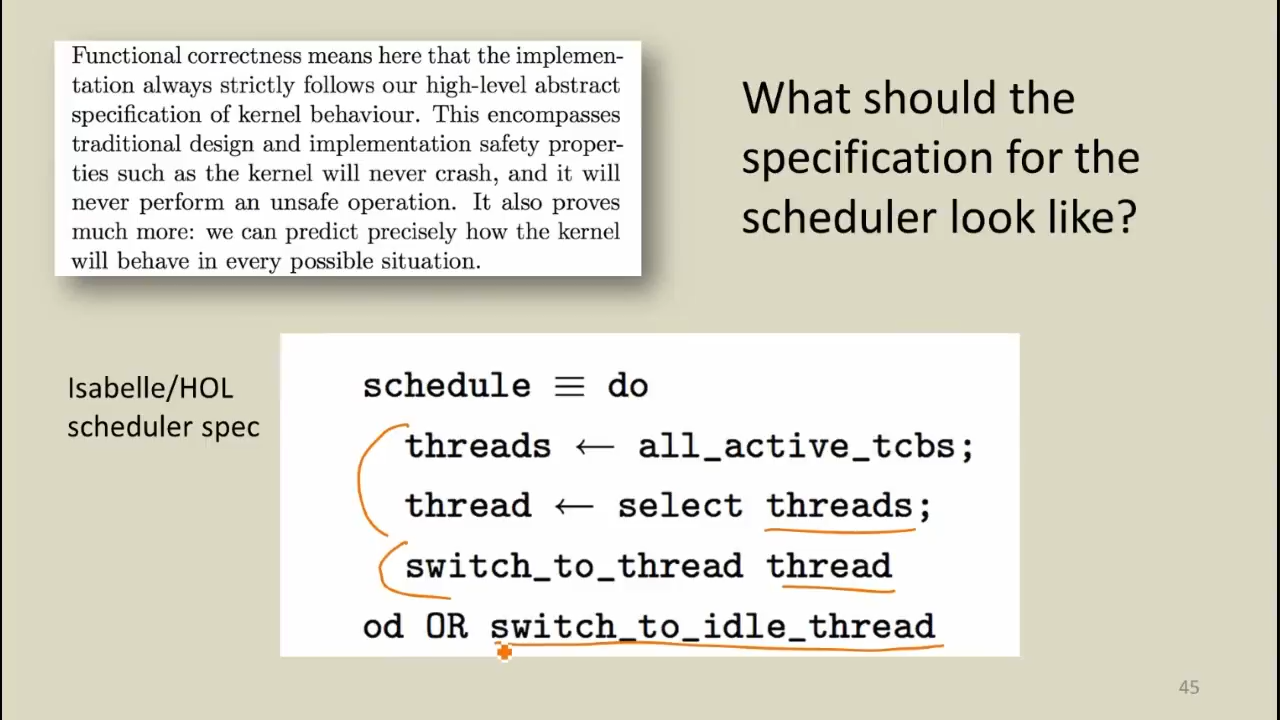 Functional correctness means here that the implemen-
tation always strictly follows our high-level abstract
specification of kernel behaviour. This encompasses
traditional design and implementation safety proper-
ties such as the kernel will never crash, and it will
never perform an unsafe operation. It also proves
much more: we can predict precisely how the kernel
will behave in every possible situation.
What should the
specification for the
scheduler look like?
Isabelle/HOL
scheduler spec
schedule ≡ do
threads ← all_active_tcbs;
thread ← select threads;
switch_to_thread thread
od OR switch_to_idle_thread
45